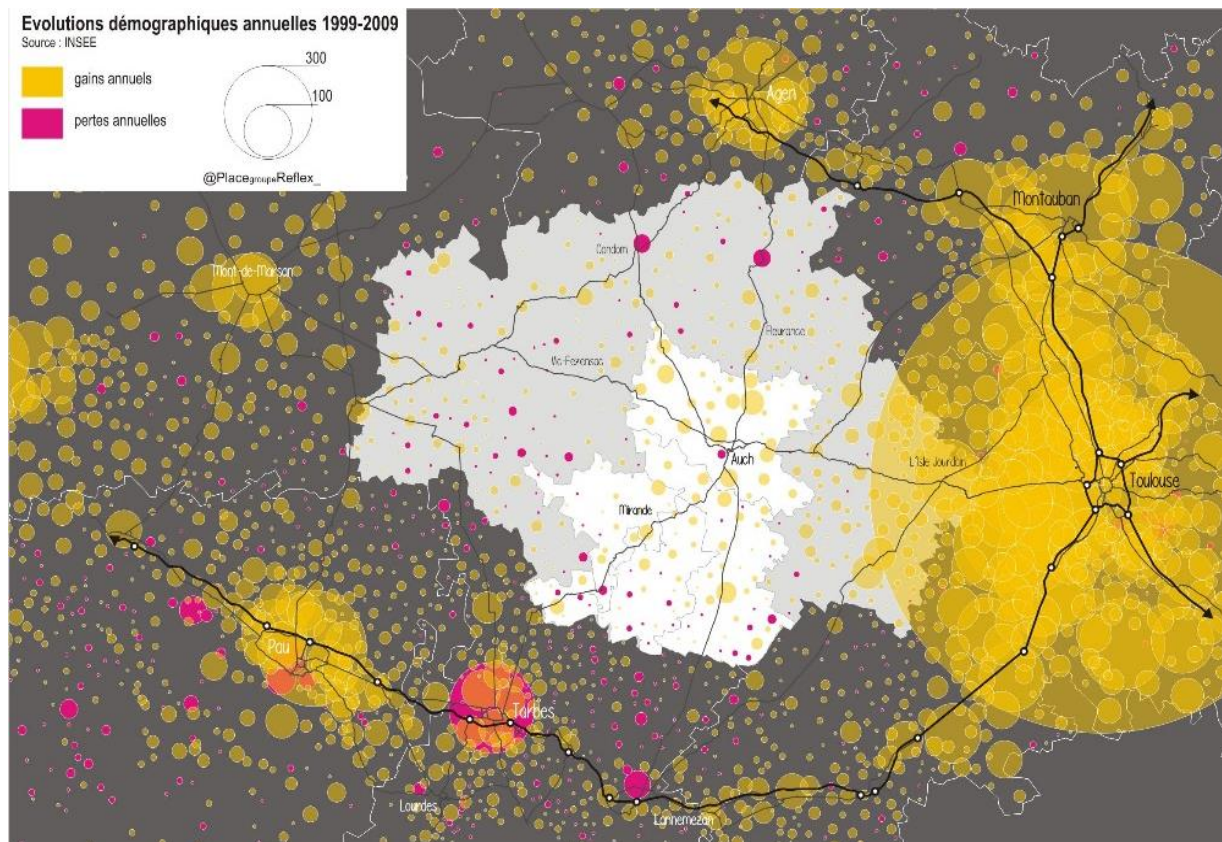 Evolutions démographiques annuelles 1999-2009
Source : INSEE
gains annuels
pertes annuelles
300
100
@PlacegroupeReflex_
Agen
Montauban
Condom
Mont-de-Marsan
Fleurance
Vic-Fezensac
Auch
L'Isle Jourdain
Toulouse
Mirande
Pau
Tarbes
Lourdes
Lannemezan